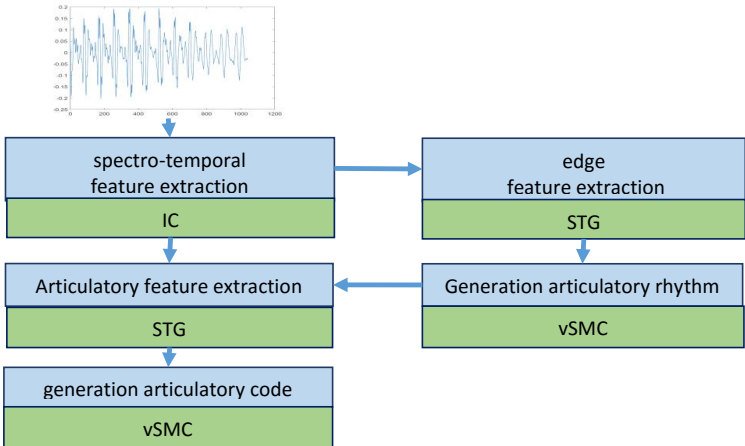 0.2
0.15
0.1
0.05
0
-0.05
-0.1
-0.15
-0.2
-0.25
0
200
400
600
800
1000
1200
spectro-temporal
feature extraction
IC
edge
feature extraction
STG
Articulatory feature extraction
STG
Generation articulatory rhythm
vSMC
generation articulatory code
vSMC